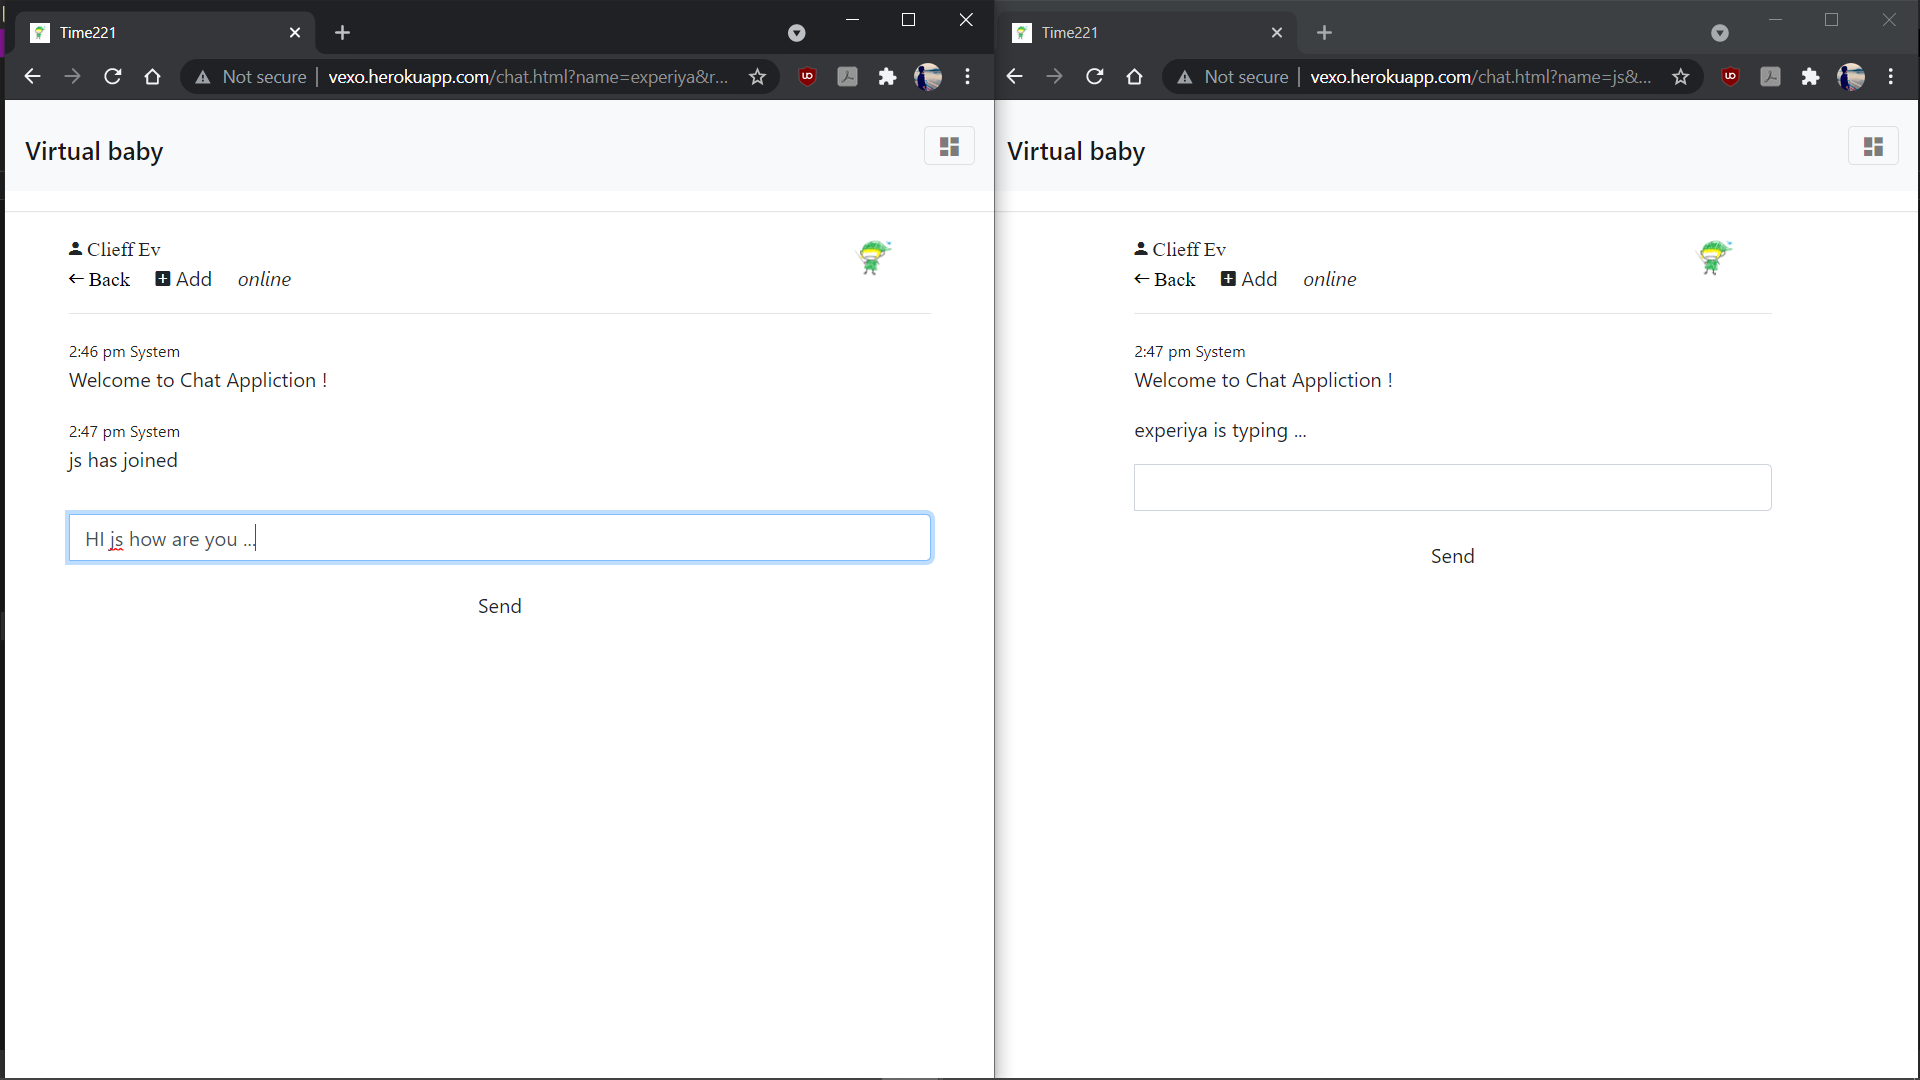 Time221
Not secure | vexo.herokuapp.com/chat.html?name=experiya&r...
Virtual baby
Clieff Ev
Back Add online
2:46 pm System
Welcome to Chat Appliction !
2:47 pm System
js has joined
HI js how are you ...
Send
Time221
Not secure | vexo.herokuapp.com/chat.html?name=js&...
Virtual baby
Clieff Ev
Back Add online
2:47 pm System
Welcome to Chat Appliction !
experiya is typing ...
Send